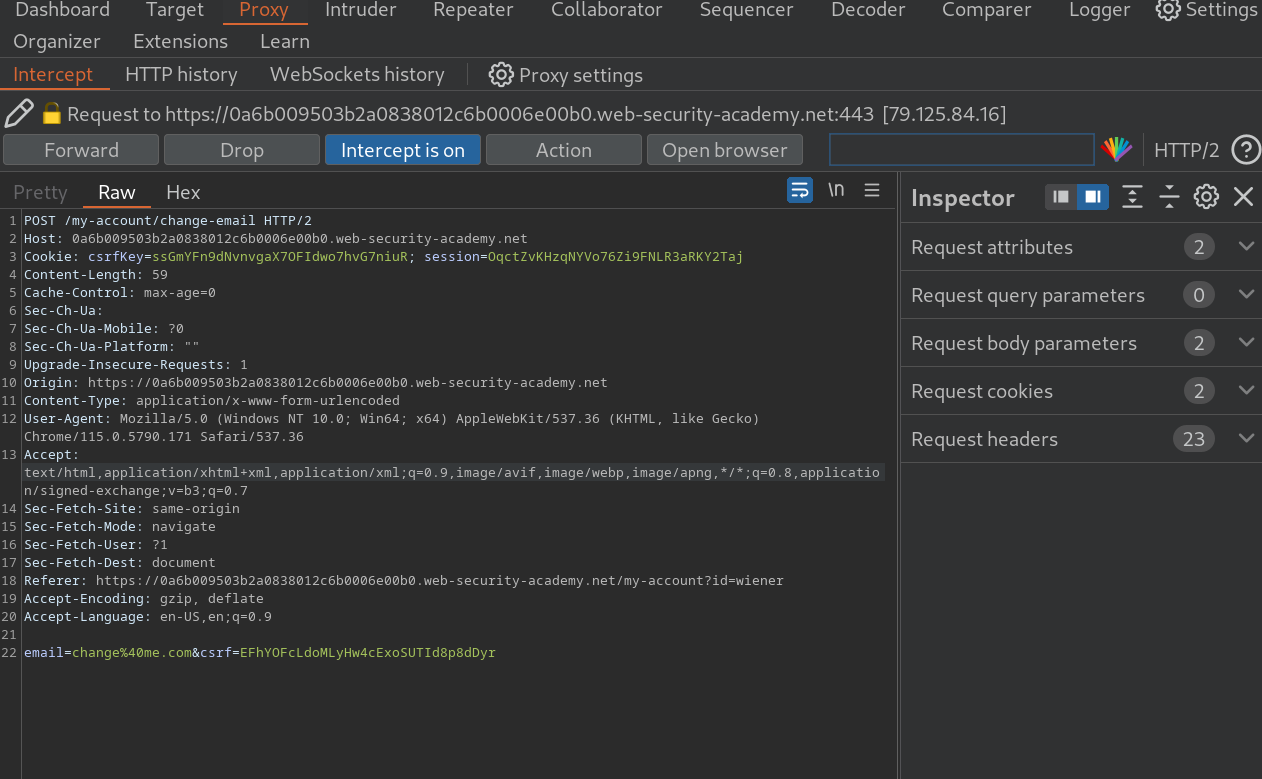 Dashboard Target Proxy Intruder Repeater Collaborator Sequencer Decoder Comparer Logger Settings
Organizer Extensions Learn
Intercept HTTP history WebSockets history Proxy settings
Request to https://0a6b009503b2a0838012c6b0006e00b0.web-security-academy.net:443 [79.125.84.16]
Forward Drop Intercept is on Action Open browser HTTP/2 ?
Pretty Raw Hex \n
Inspector
Request attributes 2
Request query parameters 0
Request body parameters 2
Request cookies 2
Request headers 23
1 POST /my-account/change-email HTTP/2
2 Host: 0a6b009503b2a0838012c6b0006e00b0.web-security-academy.net
3 Cookie: csrfKey=ssGmYFn9dNvnvgaX7OFIdwo7hvG7niuR; session=OqctZvKHzqNYVo76Zi9FNLR3aRKY2Taj
4 Content-Length: 59
5 Cache-Control: max-age=0
6 Sec-Ch-Ua:
7 Sec-Ch-Ua-Mobile: ?0
8 Sec-Ch-Ua-Platform: ""
9 Upgrade-Insecure-Requests: 1
10 Origin: https://0a6b009503b2a0838012c6b0006e00b0.web-security-academy.net
11 Content-Type: application/x-www-form-urlencoded
12 User-Agent: Mozilla/5.0 (Windows NT 10.0; Win64; x64) AppleWebKit/537.36 (KHTML, like Gecko)
Chrome/115.0.5790.171 Safari/537.36
13 Accept:
text/html,application/xhtml+xml,application/xml;q=0.9,image/avif,image/webp,image/apng,*/*;q=0.8,applicatio
n/signed-exchange;v=b3;q=0.7
14 Sec-Fetch-Site: same-origin
15 Sec-Fetch-Mode: navigate
16 Sec-Fetch-User: ?1
17 Sec-Fetch-Dest: document
18 Referer: https://0a6b009503b2a0838012c6b0006e00b0.web-security-academy.net/my-account?id=wiener
19 Accept-Encoding: gzip, deflate
20 Accept-Language: en-US,en;q=0.9
21
22 email=change%40me.com&csrf=EFhYOFcLdoMLyHw4cExoSUTId8p8dDyr